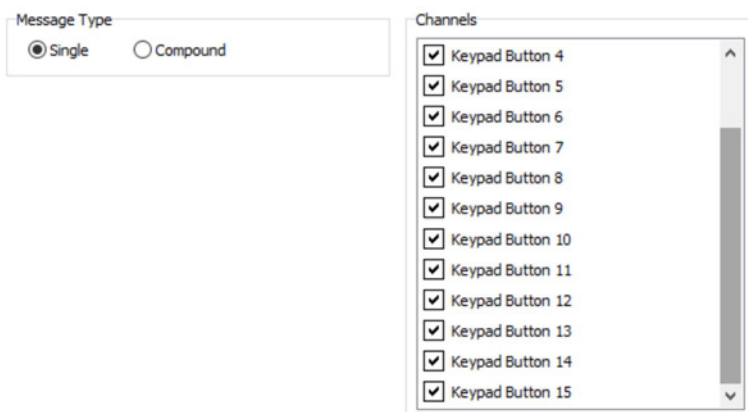 Message Type
Single Compound
Channels
Keypad Button 4
Keypad Button 5
Keypad Button 6
Keypad Button 7
Keypad Button 8
Keypad Button 9
Keypad Button 10
Keypad Button 11
Keypad Button 12
Keypad Button 13
Keypad Button 14
Keypad Button 15